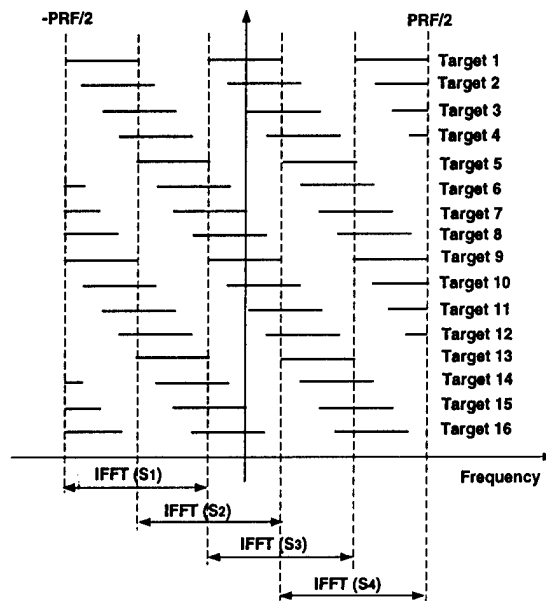 -PRF/2
PRF/2
Target 1
Target 2
Target 3
Target 4
Target 5
Target 6
Target 7
Target 8
Target 9
Target 10
Target 11
Target 12
Target 13
Target 14
Target 15
Target 16
Frequency
IFFT (S1)
IFFT (S2)
IFFT (S3)
IFFT (S4)